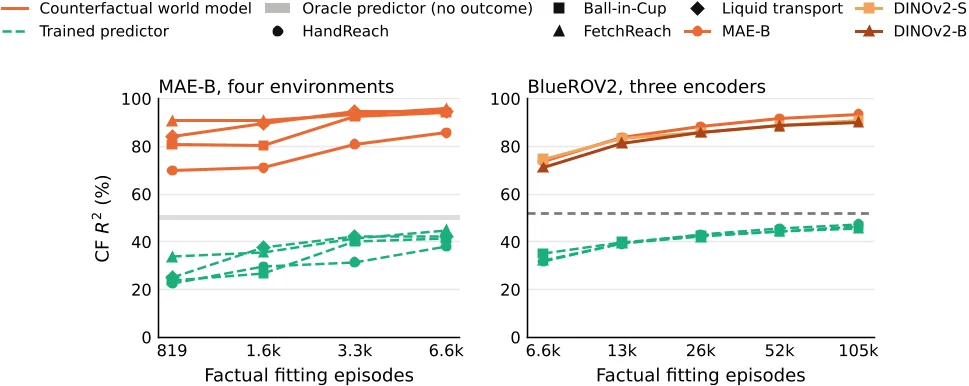 Counterfactual world model
Oracle predictor (no outcome)
Ball-in-Cup
Liquid transport
DINOv2-S
Trained predictor
HandReach
FetchReach
MAE-B
DINOv2-B
MAE-B, four environments
BlueROV2, three encoders
CF R² (%)
100
80
60
40
20
0
819
1.6k
3.3k
6.6k
Factual fitting episodes
100
80
60
40
20
0
6.6k
13k
26k
52k
105k
Factual fitting episodes